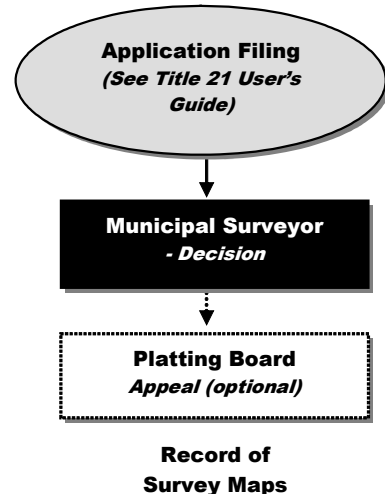 Application Filing
(See Title 21 User's
Guide)
Municipal Surveyor
- Decision
Platting Board
Appeal (optional)
Record of
Survey Maps